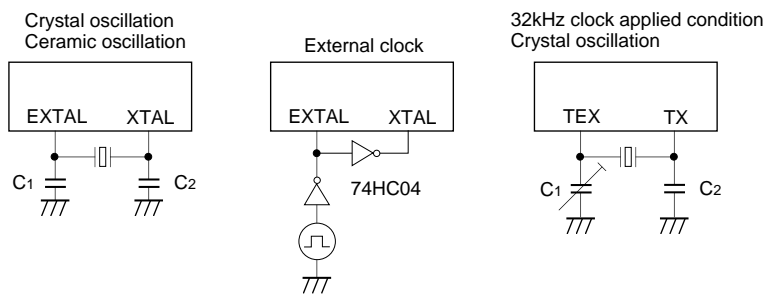 Crystal oscillation
Ceramic oscillation
EXTAL XTAL
C1
C2
External clock
EXTAL XTAL
74HC04
32kHz clock applied condition
Crystal oscillation
TEX TX
C1
C2